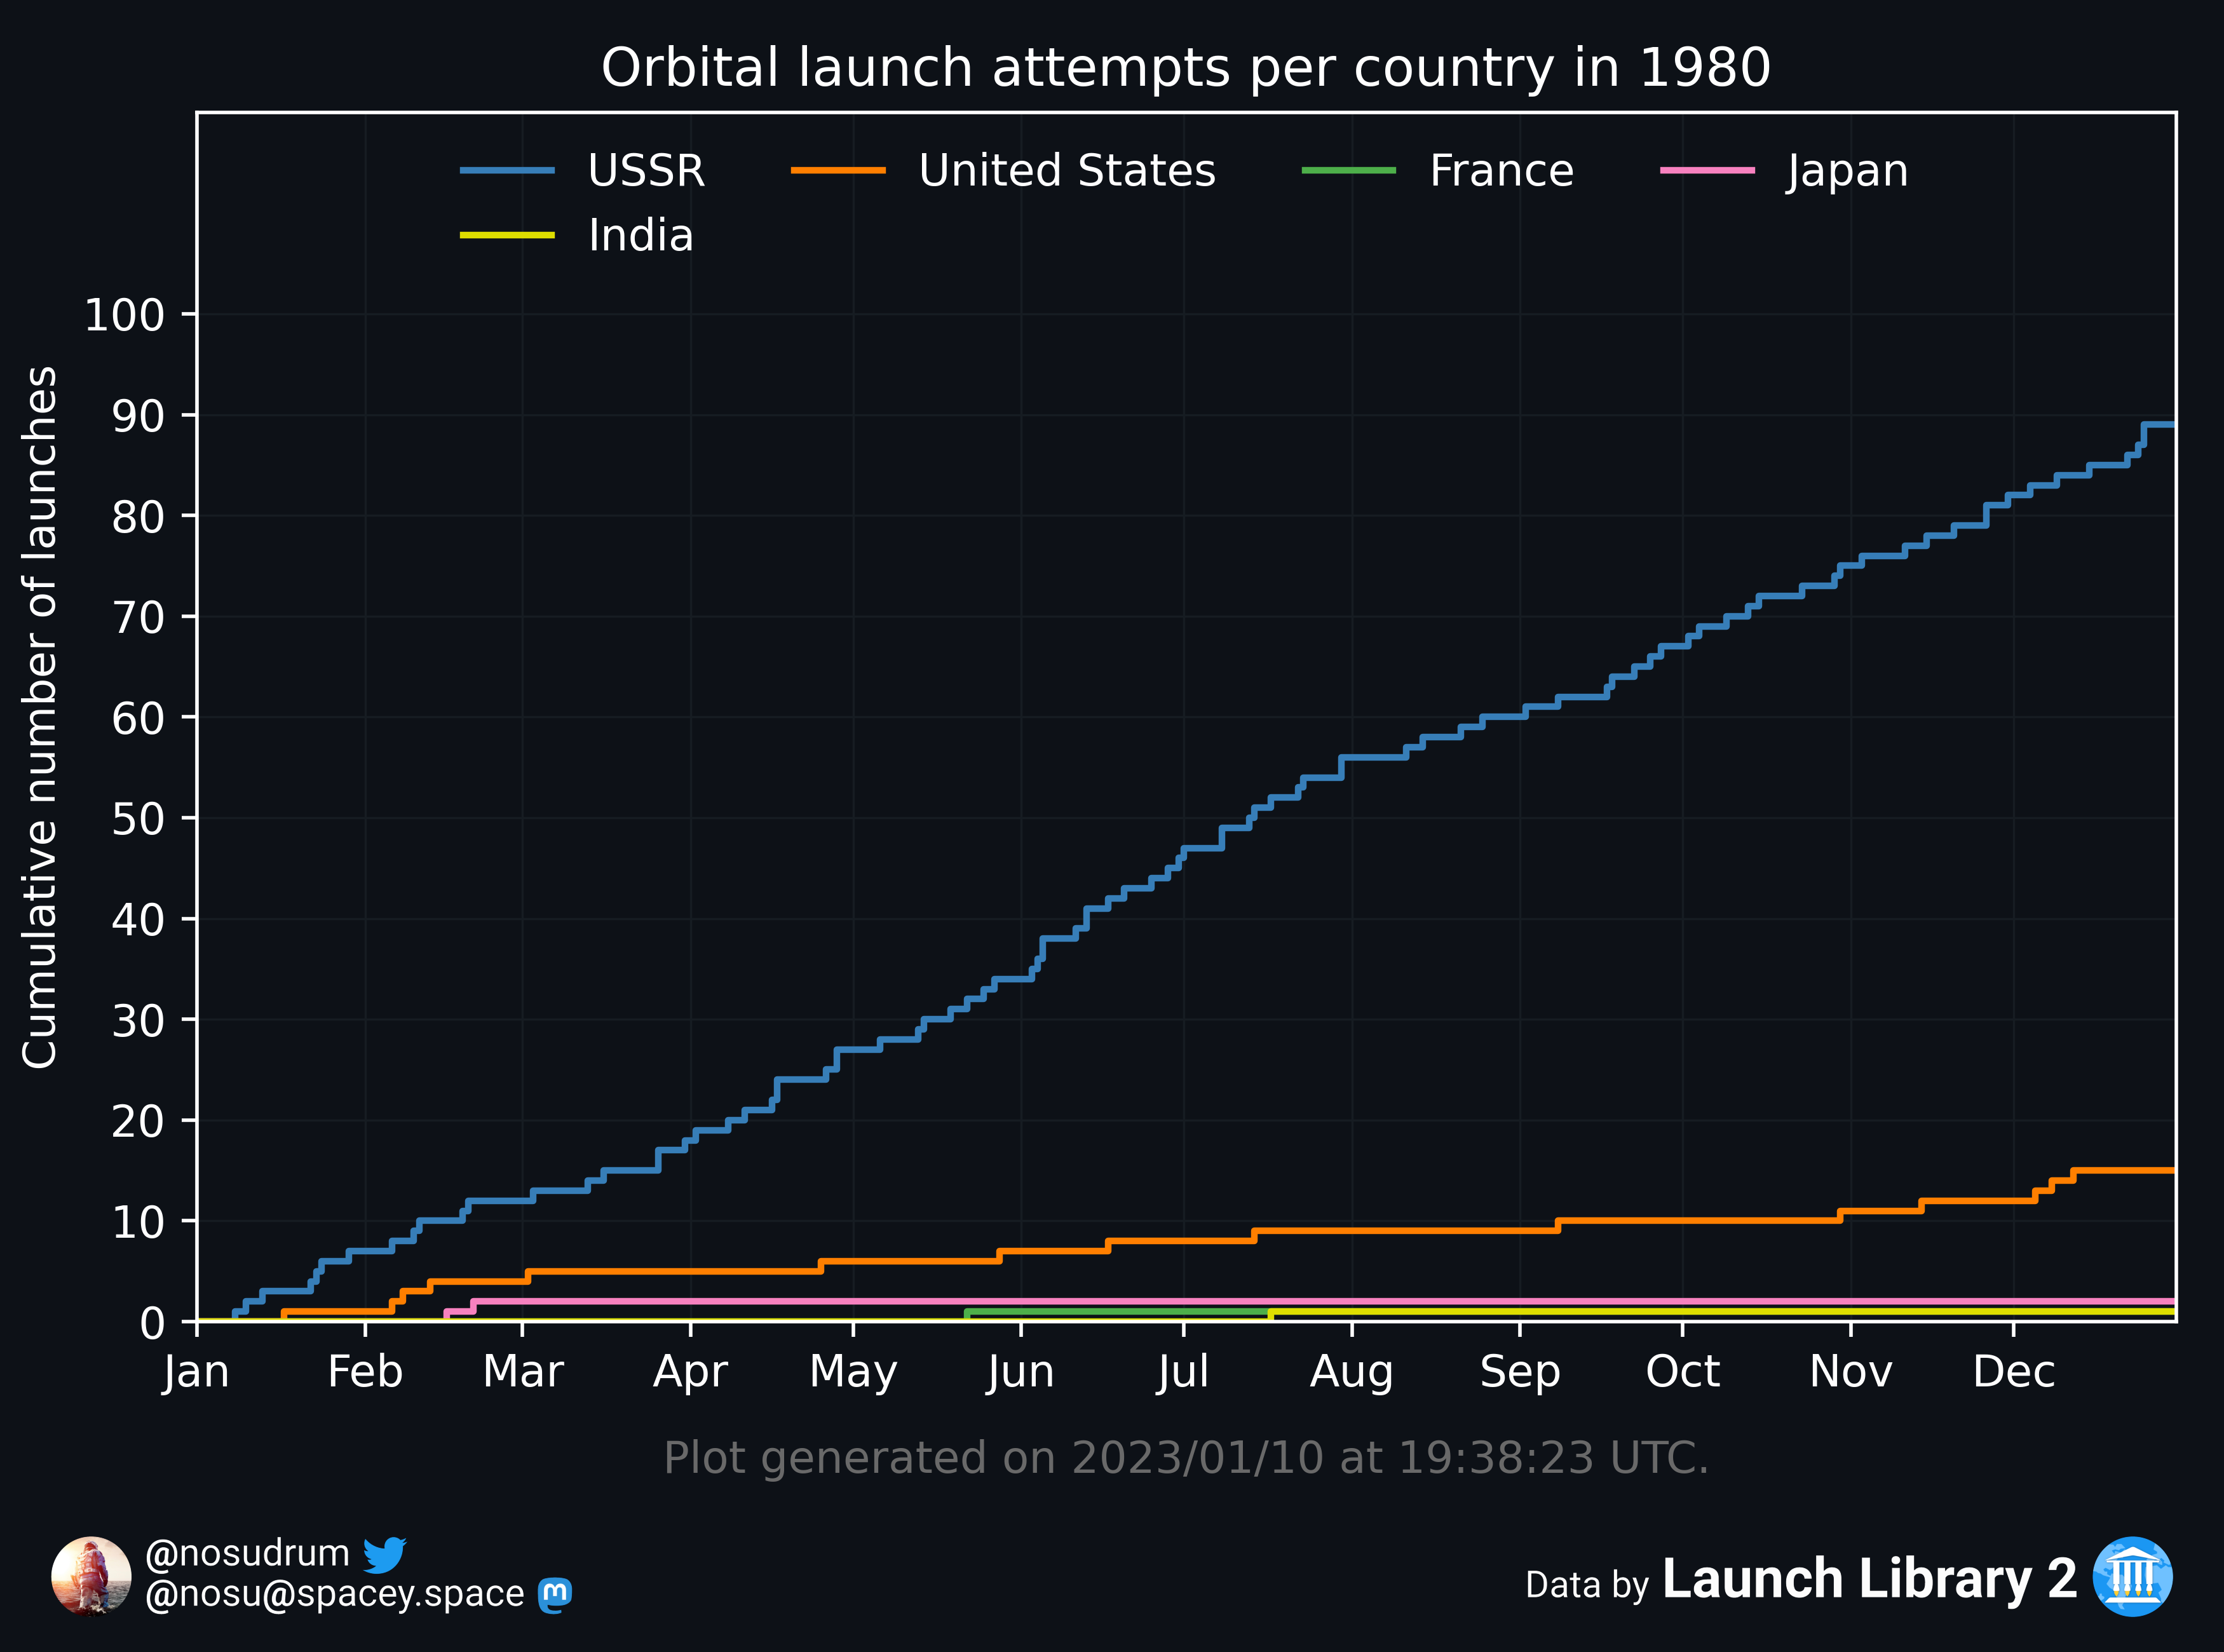 Orbital launch attempts per country in 1980
USSR United States France Japan
India
Cumulative number of launches
100
90
80
70
60
50
40
30
20
10
0
Jan Feb Mar Apr May Jun Jul Aug Sep Oct Nov Dec
Plot generated on 2023/01/10 at 19:38:23 UTC.
@nosudrum
@nosu@spacey.space
Data by Launch Library 2